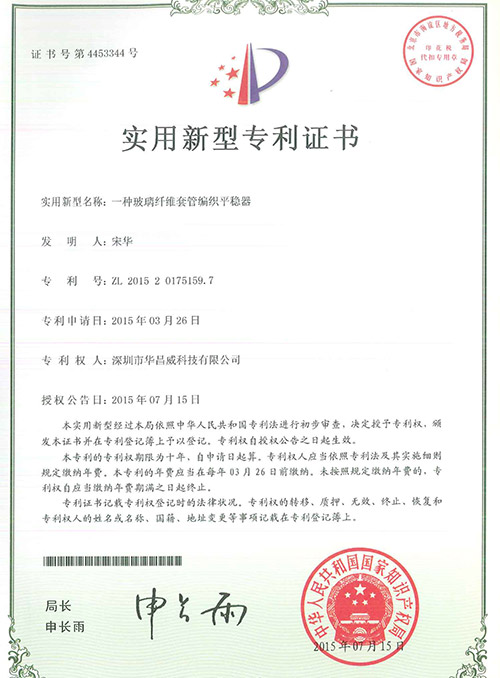 证书号第4453344号
北京市海淀区地方税务局
印花税
代扣专用章
国家知识产权局
实用新型专利证书
实用新型名称：一种玻璃纤维套管编织平稳器
发明人：宋华
专利号：ZL 2015 2 0175159.7
专利申请日：2015年03月26日
专利权人：深圳市华昌威科技有限公司
授权公告日：2015年07月15日
本实用新型经过本局依照中华人民共和国专利法进行初步审查，决定授予专利权，颁
发本证书并在专利登记簿上予以登记。专利权自授权公告之日起生效。
本专利的专利权期限为十年，自申请日起算。专利权人应当依照专利法及其实施细则
规定缴纳年费。本专利的年费应当在每年03月26日前缴纳。未按照规定缴纳年费的，专
利权自应当缴纳年费期满之日起终止。
专利证书记载专利权登记时的法律状况。专利权的转移、质押、无效、终止、恢复和
专利权人的姓名或名称、国籍、地址变更等事项记载在专利登记簿上。
局长
申长雨
申长雨
中华人民共和国国家知识产权局
2015年07月15日